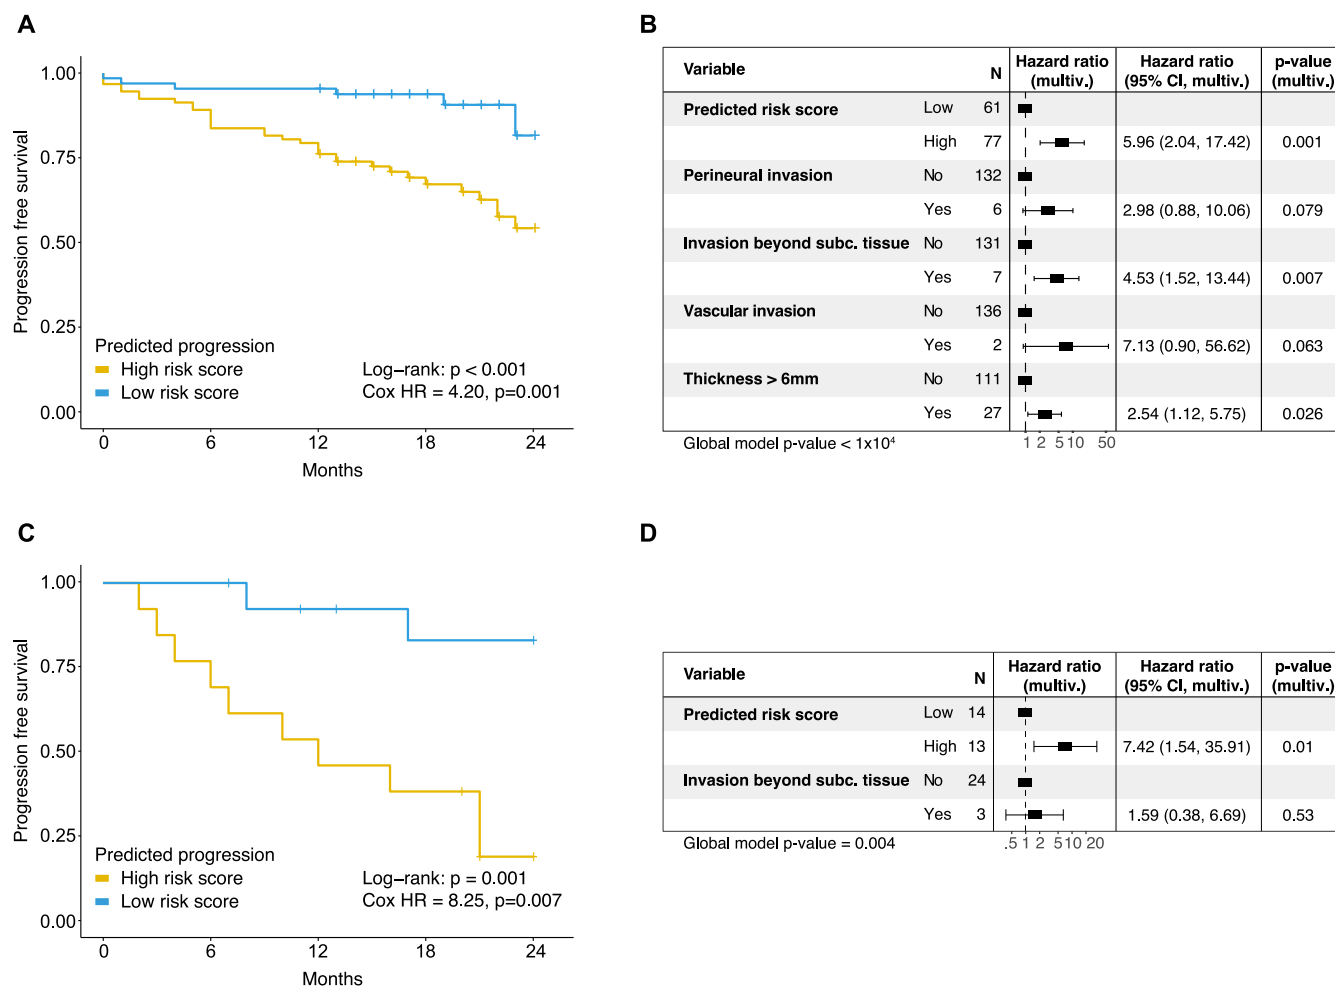 A
Progression free survival
1.00
0.75
0.50
0.25
0.00
Predicted progression
High risk score
Low risk score
Log−rank: p < 0.001
Cox HR = 4.20, p=0.001
0 6 12 18 24
Months
B
Variable N Hazard ratio (multiv.) Hazard ratio (95% CI, multiv.) p-value (multiv.)
Predicted risk score Low 61
High 77 5.96 (2.04, 17.42) 0.001
Perineural invasion No 132
Yes 6 2.98 (0.88, 10.06) 0.079
Invasion beyond subc. tissue No 131
Yes 7 4.53 (1.52, 13.44) 0.007
Vascular invasion No 136
Yes 2 7.13 (0.90, 56.62) 0.063
Thickness > 6mm No 111
Yes 27 2.54 (1.12, 5.75) 0.026
Global model p-value < 1x10⁴ 1 2 5 10 50
C
Progression free survival
1.00
0.75
0.50
0.25
0.00
Predicted progression
High risk score
Low risk score
Log−rank: p = 0.001
Cox HR = 8.25, p=0.007
0 6 12 18 24
Months
D
Variable N Hazard ratio (multiv.) Hazard ratio (95% CI, multiv.) p-value (multiv.)
Predicted risk score Low 14
High 13 7.42 (1.54, 35.91) 0.01
Invasion beyond subc. tissue No 24
Yes 3 1.59 (0.38, 6.69) 0.53
Global model p-value = 0.004 .5 1 2 5 10 20